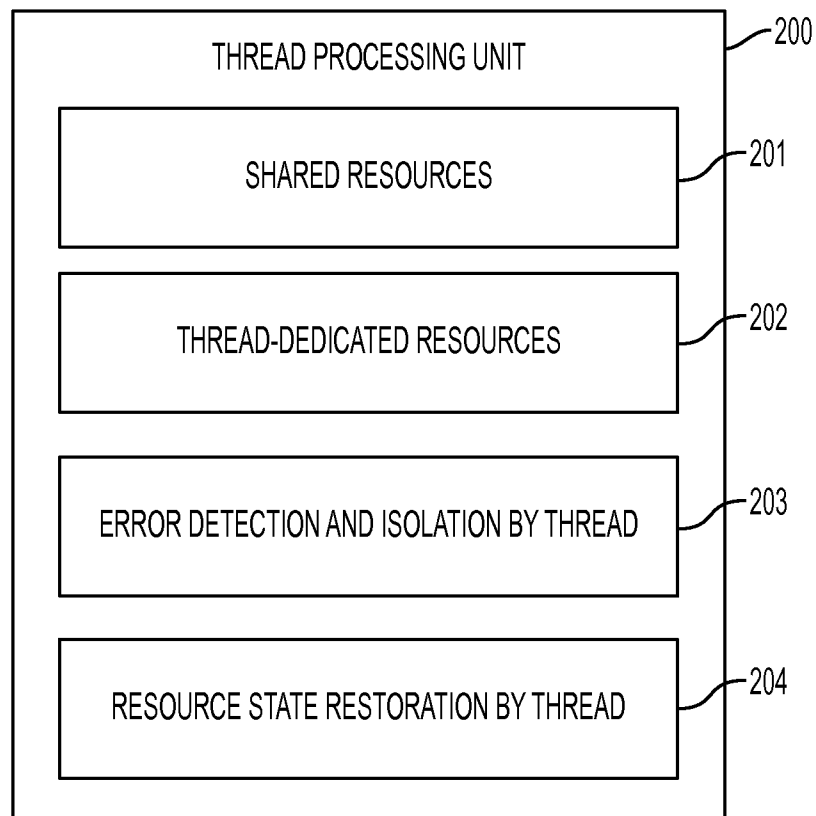 THREAD PROCESSING UNIT
200
SHARED RESOURCES
201
THREAD-DEDICATED RESOURCES
202
ERROR DETECTION AND ISOLATION BY THREAD
203
RESOURCE STATE RESTORATION BY THREAD
204